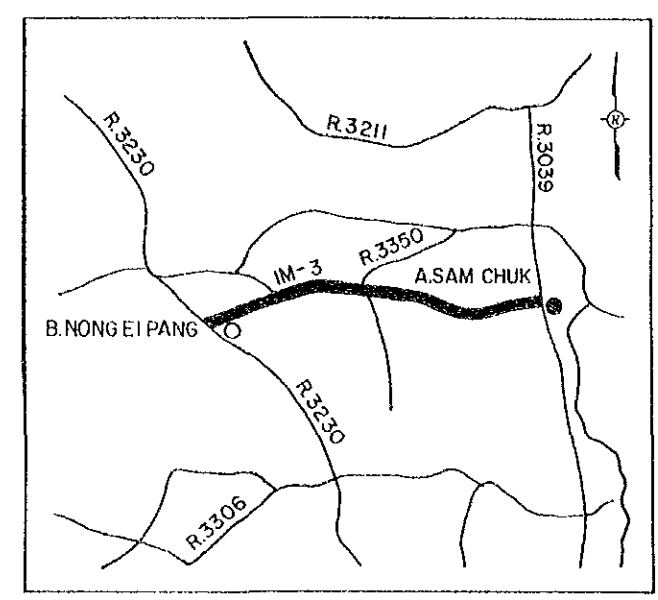 R.3211
R.3230
R.3039
N
R.3350
IM-3
A.SAM CHUK
B.NONG EI PANG
R.3230
R.3306